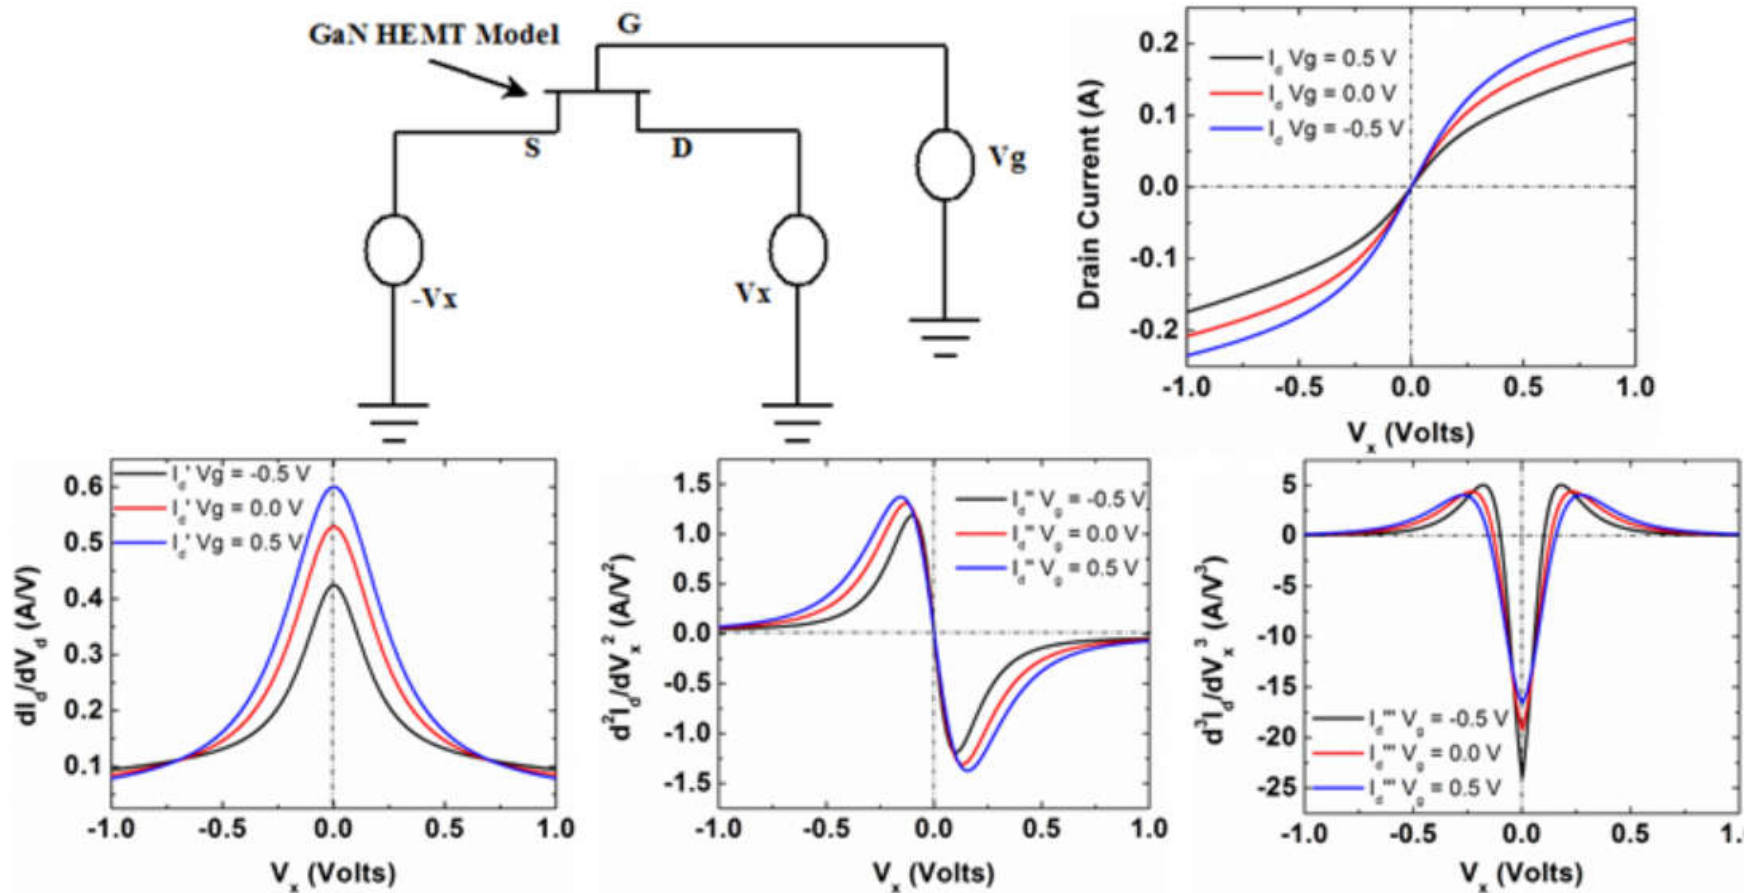 GaN HEMT Model
G
S
D
-Vx
Vx
Vg
I_d Vg = 0.5 V
I_d Vg = 0.0 V
I_d Vg = -0.5 V
Drain Current (A)
0.2
0.1
0.0
-0.1
-0.2
-1.0 -0.5 0.0 0.5 1.0
V_x (Volts)
I_d' Vg = -0.5 V
I_d' Vg = 0.0 V
I_d' Vg = 0.5 V
dI_d/dV_d (A/V)
0.6
0.5
0.4
0.3
0.2
0.1
-1.0 -0.5 0.0 0.5 1.0
V_x (Volts)
I_d'' V_g = -0.5 V
I_d'' V_g = 0.0 V
I_d'' V_g = 0.5 V
d²I_d/dV_x² (A/V²)
1.5
1.0
0.5
0.0
-0.5
-1.0
-1.5
-1.0 -0.5 0.0 0.5 1.0
V_x (Volts)
I_d''' V_g = -0.5 V
I_d''' V_g = 0.0 V
I_d''' V_g = 0.5 V
d³I_d/dV_x³ (A/V³)
5
0
-5
-10
-15
-20
-25
-1.0 -0.5 0.0 0.5 1.0
V_x (Volts)